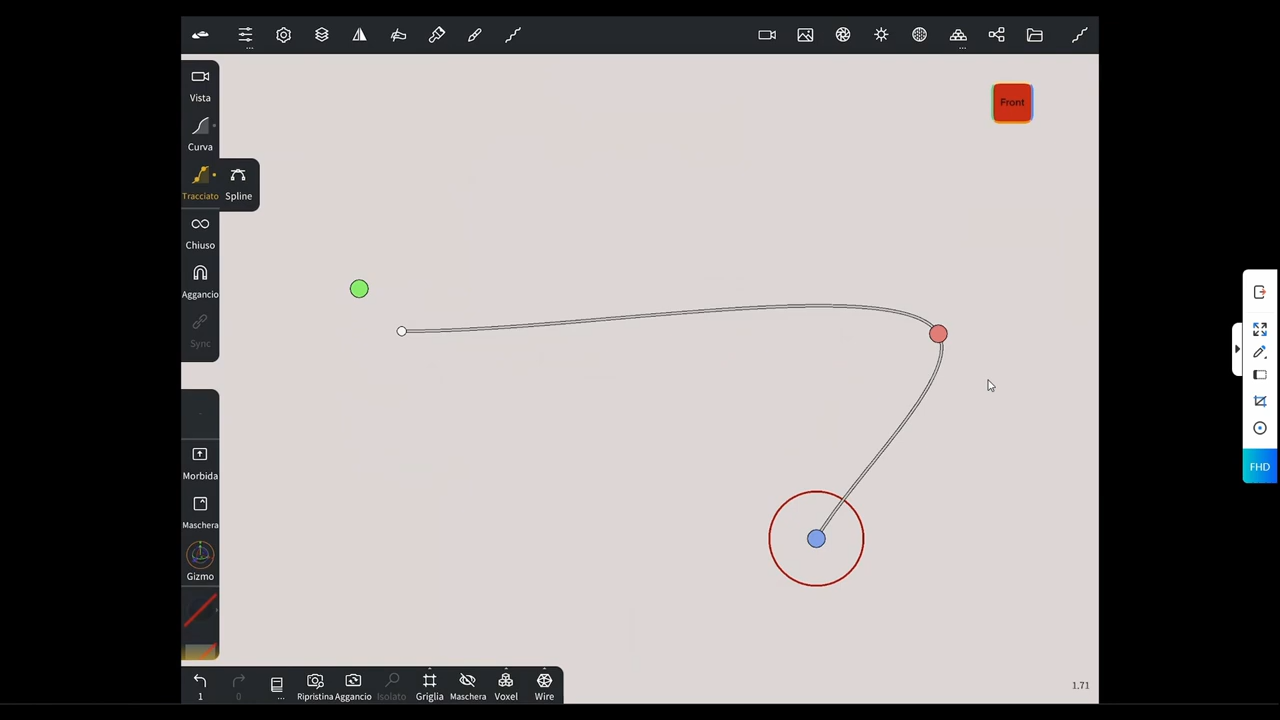 Front
Vista
Curva
Tracciato
Spline
Chiuso
Aggancio
Sync
Morbida
Maschera
Gizmo
1
0
...
Ripristina
Aggancio
Isolato
Griglia
Maschera
Voxel
Wire
1.71
FHD